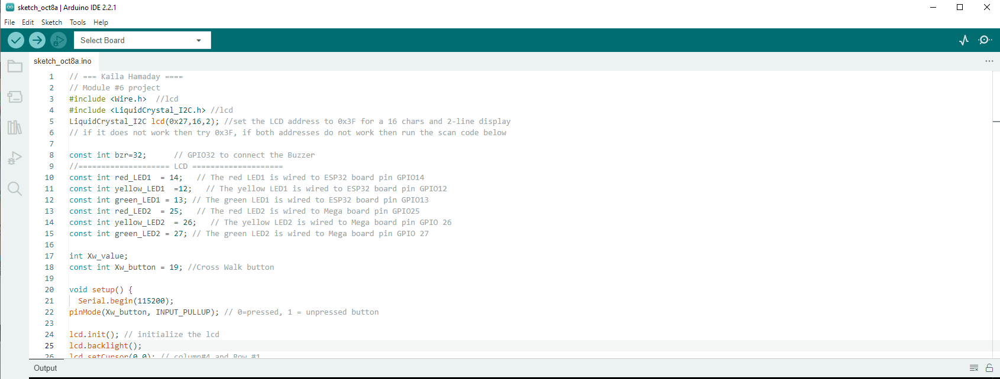 sketch_oct8a | Arduino IDE 2.2.1
File Edit Sketch Tools Help
Select Board
sketch_oct8a.ino
1 // === Kaila Hamaday ====
2 // Module #6 project
3 #include <Wire.h>  //lcd
4 #include <LiquidCrystal_I2C.h> //lcd
5 LiquidCrystal_I2C lcd(0x27,16,2); //set the LCD address to 0x3F for a 16 chars and 2-line display
6 // if it does not work then try 0x3F, if both addresses do not work then run the scan code below
7
8 const int bzr=32;      // GPIO32 to connect the Buzzer
9 //==================== LCD ====================
10 const int red_LED1  = 14;   // The red LED1 is wired to ESP32 board pin GPIO14
11 const int yellow_LED1  =12;   // The yellow LED1 is wired to ESP32 board pin GPIO12
12 const int green_LED1 = 13; // The green LED1 is wired to ESP32 board pin GPIO13
13 const int red_LED2  = 25;   // The red LED2 is wired to Mega board pin GPIO25
14 const int yellow_LED2  = 26;   // The yellow LED2 is wired to Mega board pin GPIO 26
15 const int green_LED2 = 27; // The green LED2 is wired to Mega board pin GPIO 27
16
17 int Xw_value;
18 const int Xw_button = 19; //Cross Walk button
19
20 void setup() {
21   Serial.begin(115200);
22 pinMode(Xw_button, INPUT_PULLUP); // 0=pressed, 1 = unpressed button
23
24 lcd.init(); // initialize the lcd
25 lcd.backlight();
26 lcd.setCursor(0,0); // column#4 and Row #1
Output